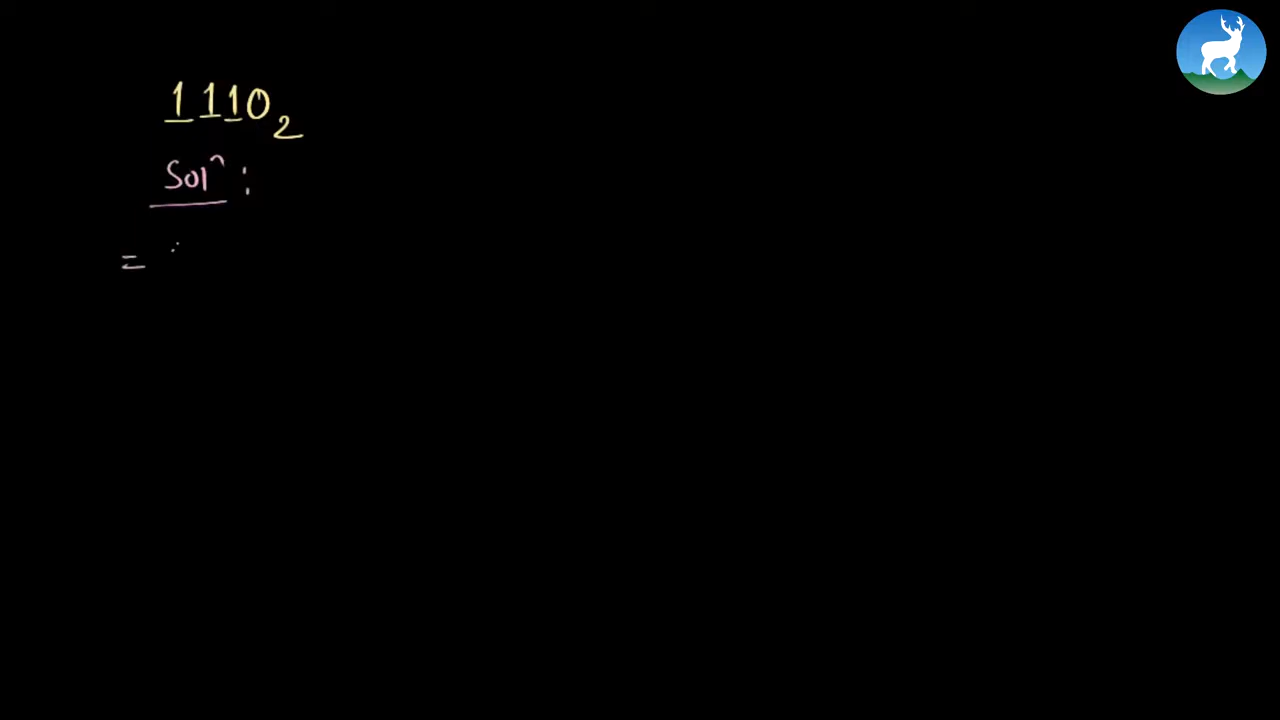 1110₂
Solⁿ :
=